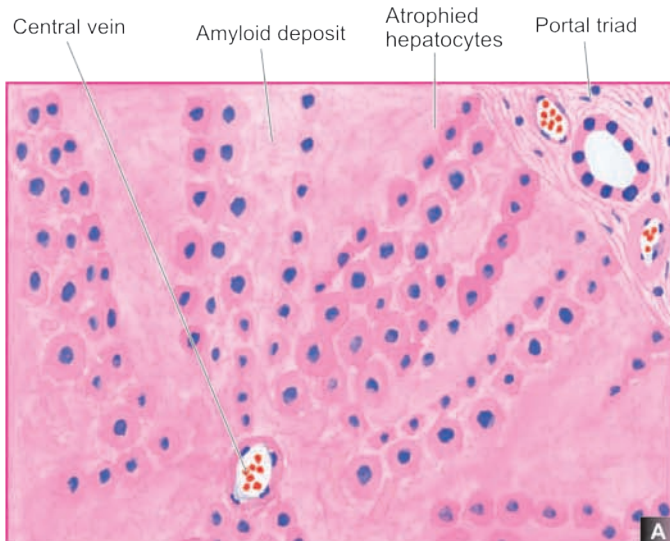 Central vein
Amyloid deposit
Atrophied
hepatocytes
Portal triad
A